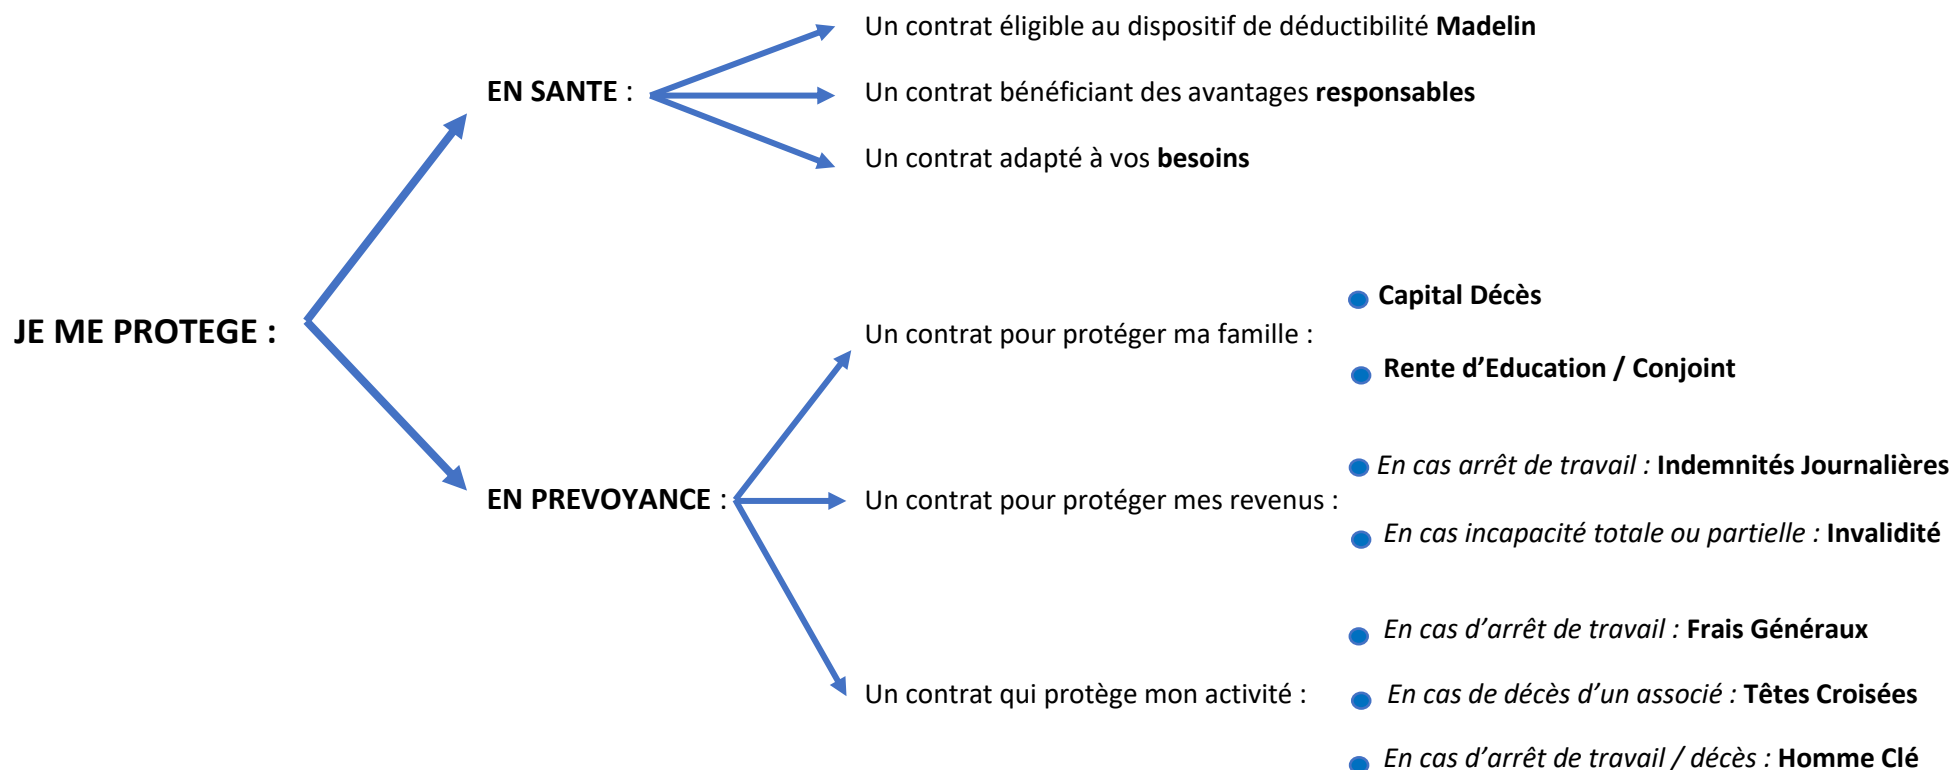 Un contrat éligible au dispositif de déductibilité Madelin
EN SANTE :
Un contrat bénéficiant des avantages responsables
Un contrat adapté à vos besoins
JE ME PROTEGE :
Capital Décès
Un contrat pour protéger ma famille :
Rente d’Education / Conjoint
En cas arrêt de travail : Indemnités Journalières
EN PREVOYANCE :
Un contrat pour protéger mes revenus :
En cas incapacité totale ou partielle : Invalidité
En cas d’arrêt de travail : Frais Généraux
Un contrat qui protège mon activité :
En cas de décès d’un associé : Têtes Croisées
En cas d’arrêt de travail / décès : Homme Clé